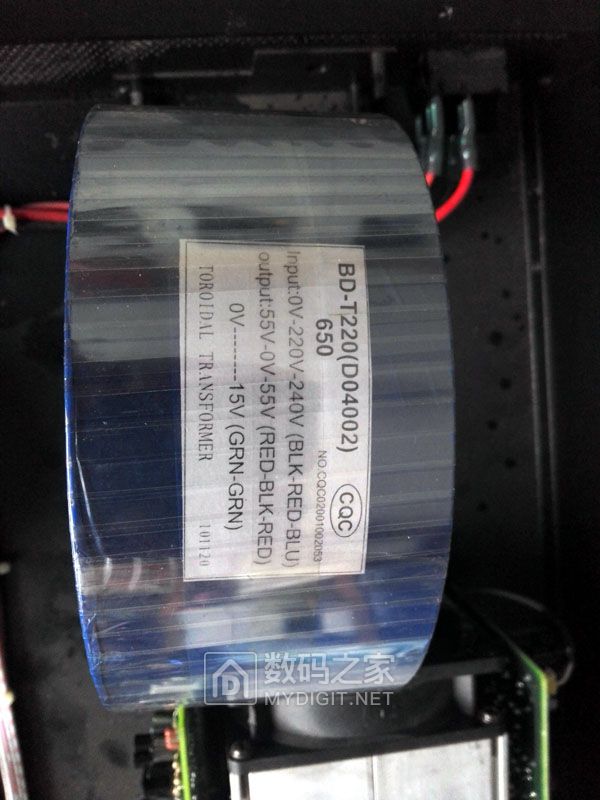 BD-T220(D04002)
650
CQC
NO.CQC02001002053
Input:0V-220V-240V (BLK-RED-BLU)
output:55V-0V-55V (RED-BLK-RED)
0V-------15V (GRN-GRN)
TOROIDAL TRANSFORMER 101120
数码之家
MYDIGIT.NET